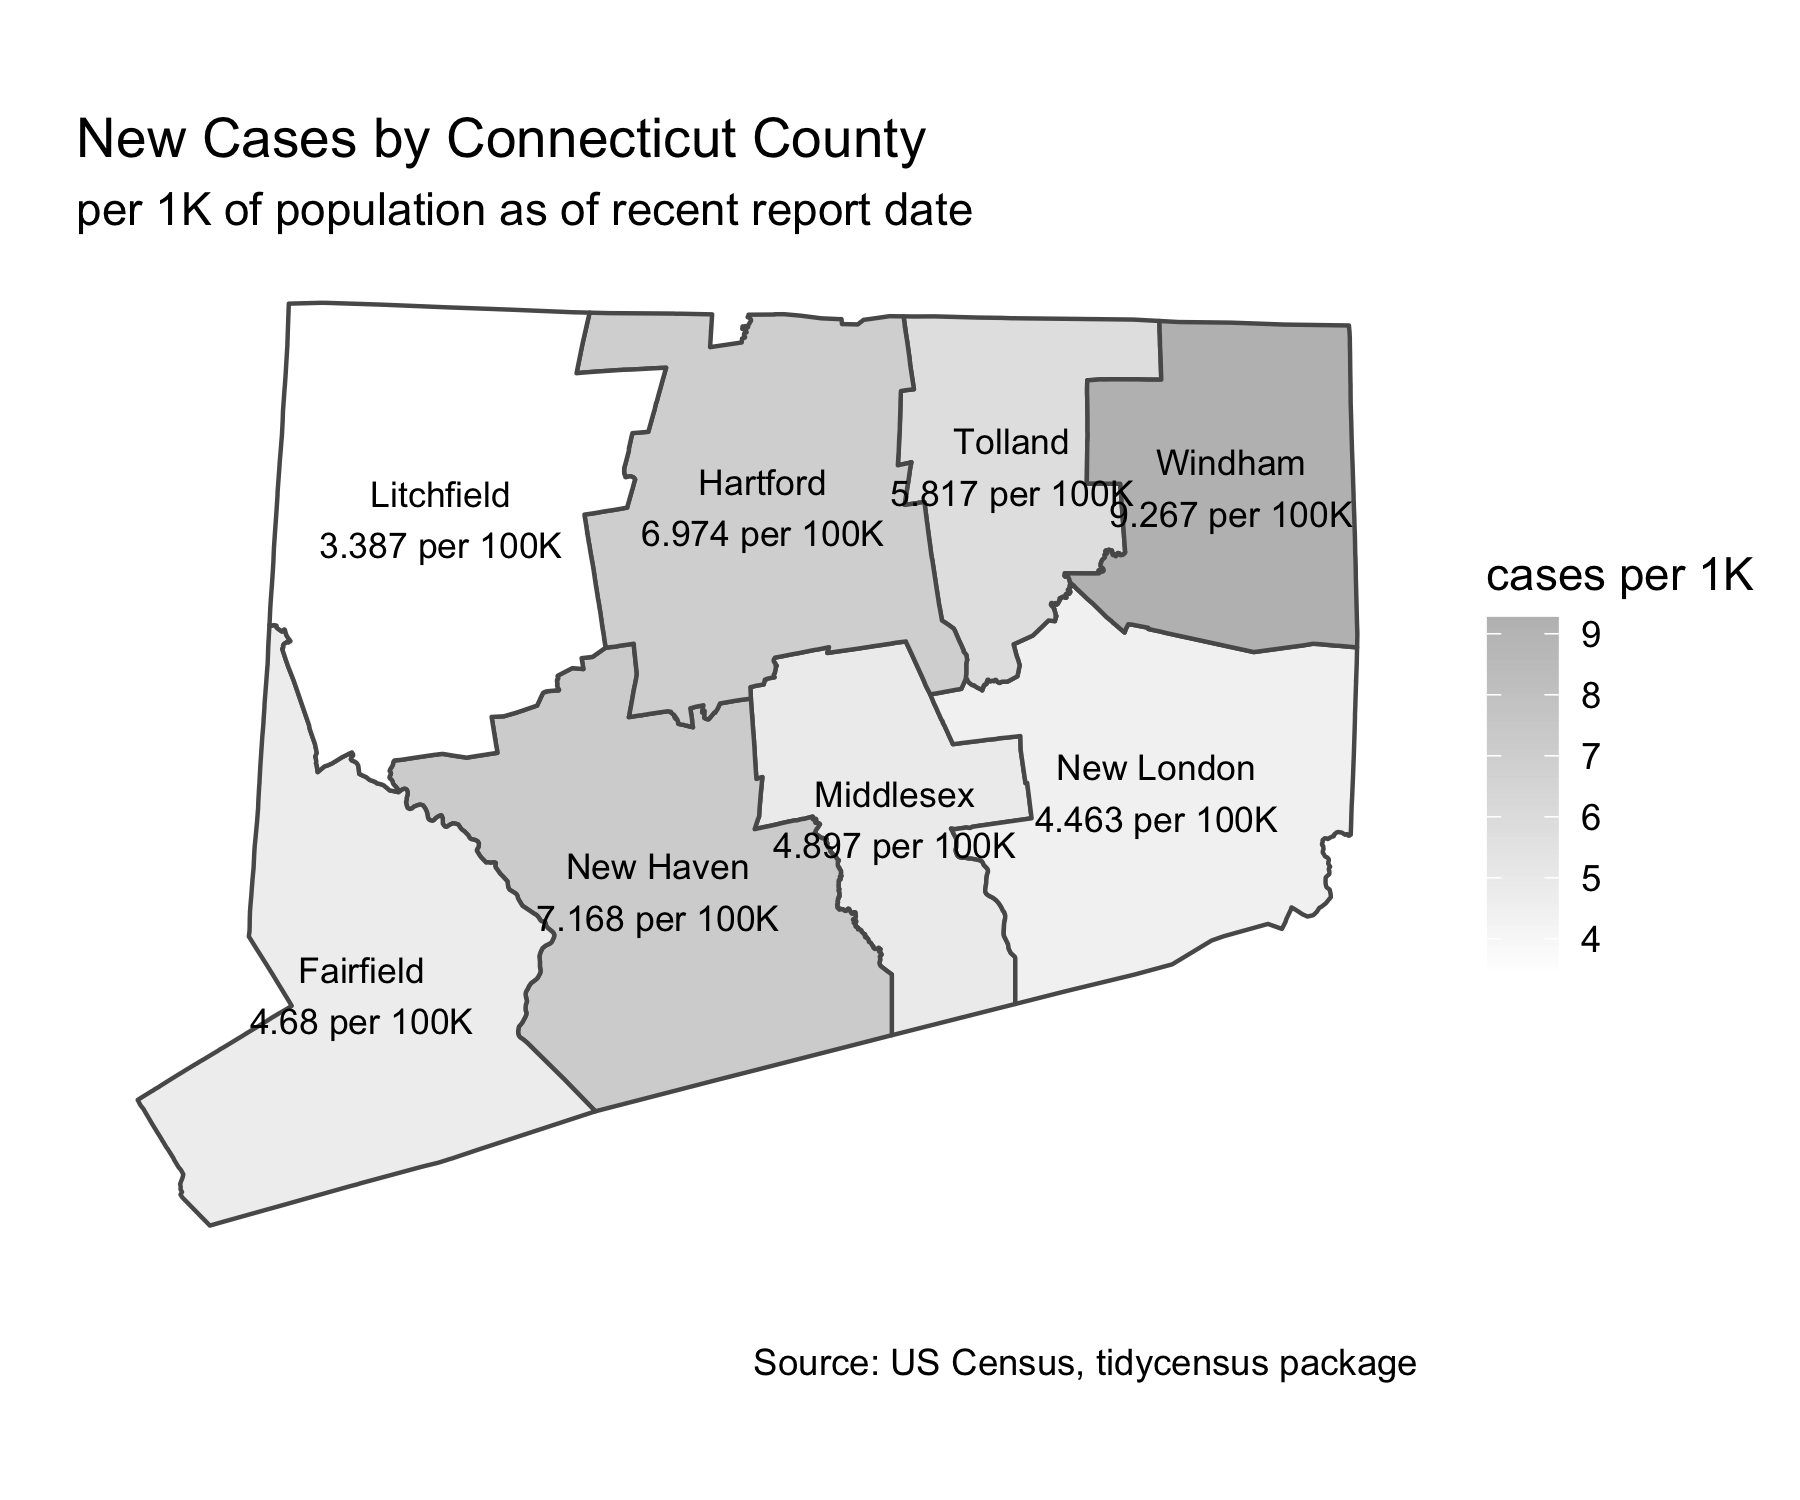 New Cases by Connecticut County
per 1K of population as of recent report date
Tolland
5.817 per 100K
Windham
9.267 per 100K
Litchfield
3.387 per 100K
Hartford
6.974 per 100K
cases per 1K
9
8
7
6
5
4
New London
4.463 per 100K
Middlesex
4.897 per 100K
New Haven
7.168 per 100K
Fairfield
4.68 per 100K
Source: US Census, tidycensus package